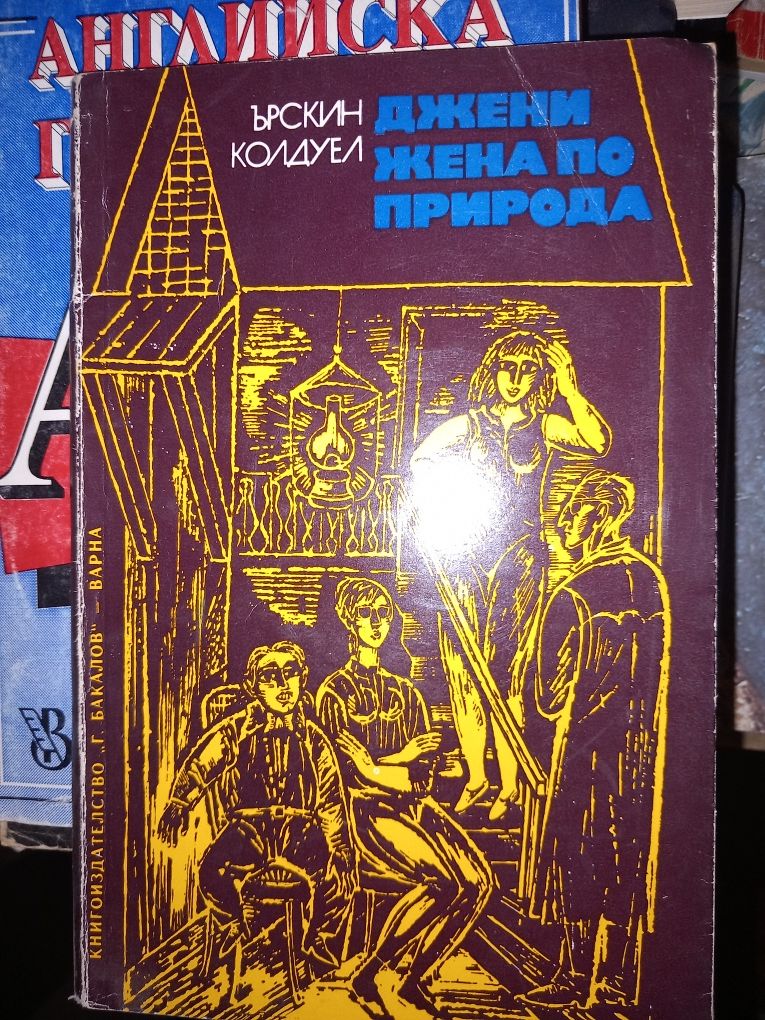 АНГЛИЙСКА
Г
А
ЪРСКИН
КОЛДУЕЛ
ДЖЕНИ
ЖЕНА ПО
ПРИРОДА
КНИГОИЗДАТЕЛСТВО „Г. БАКАЛОВ“ – ВАРНА